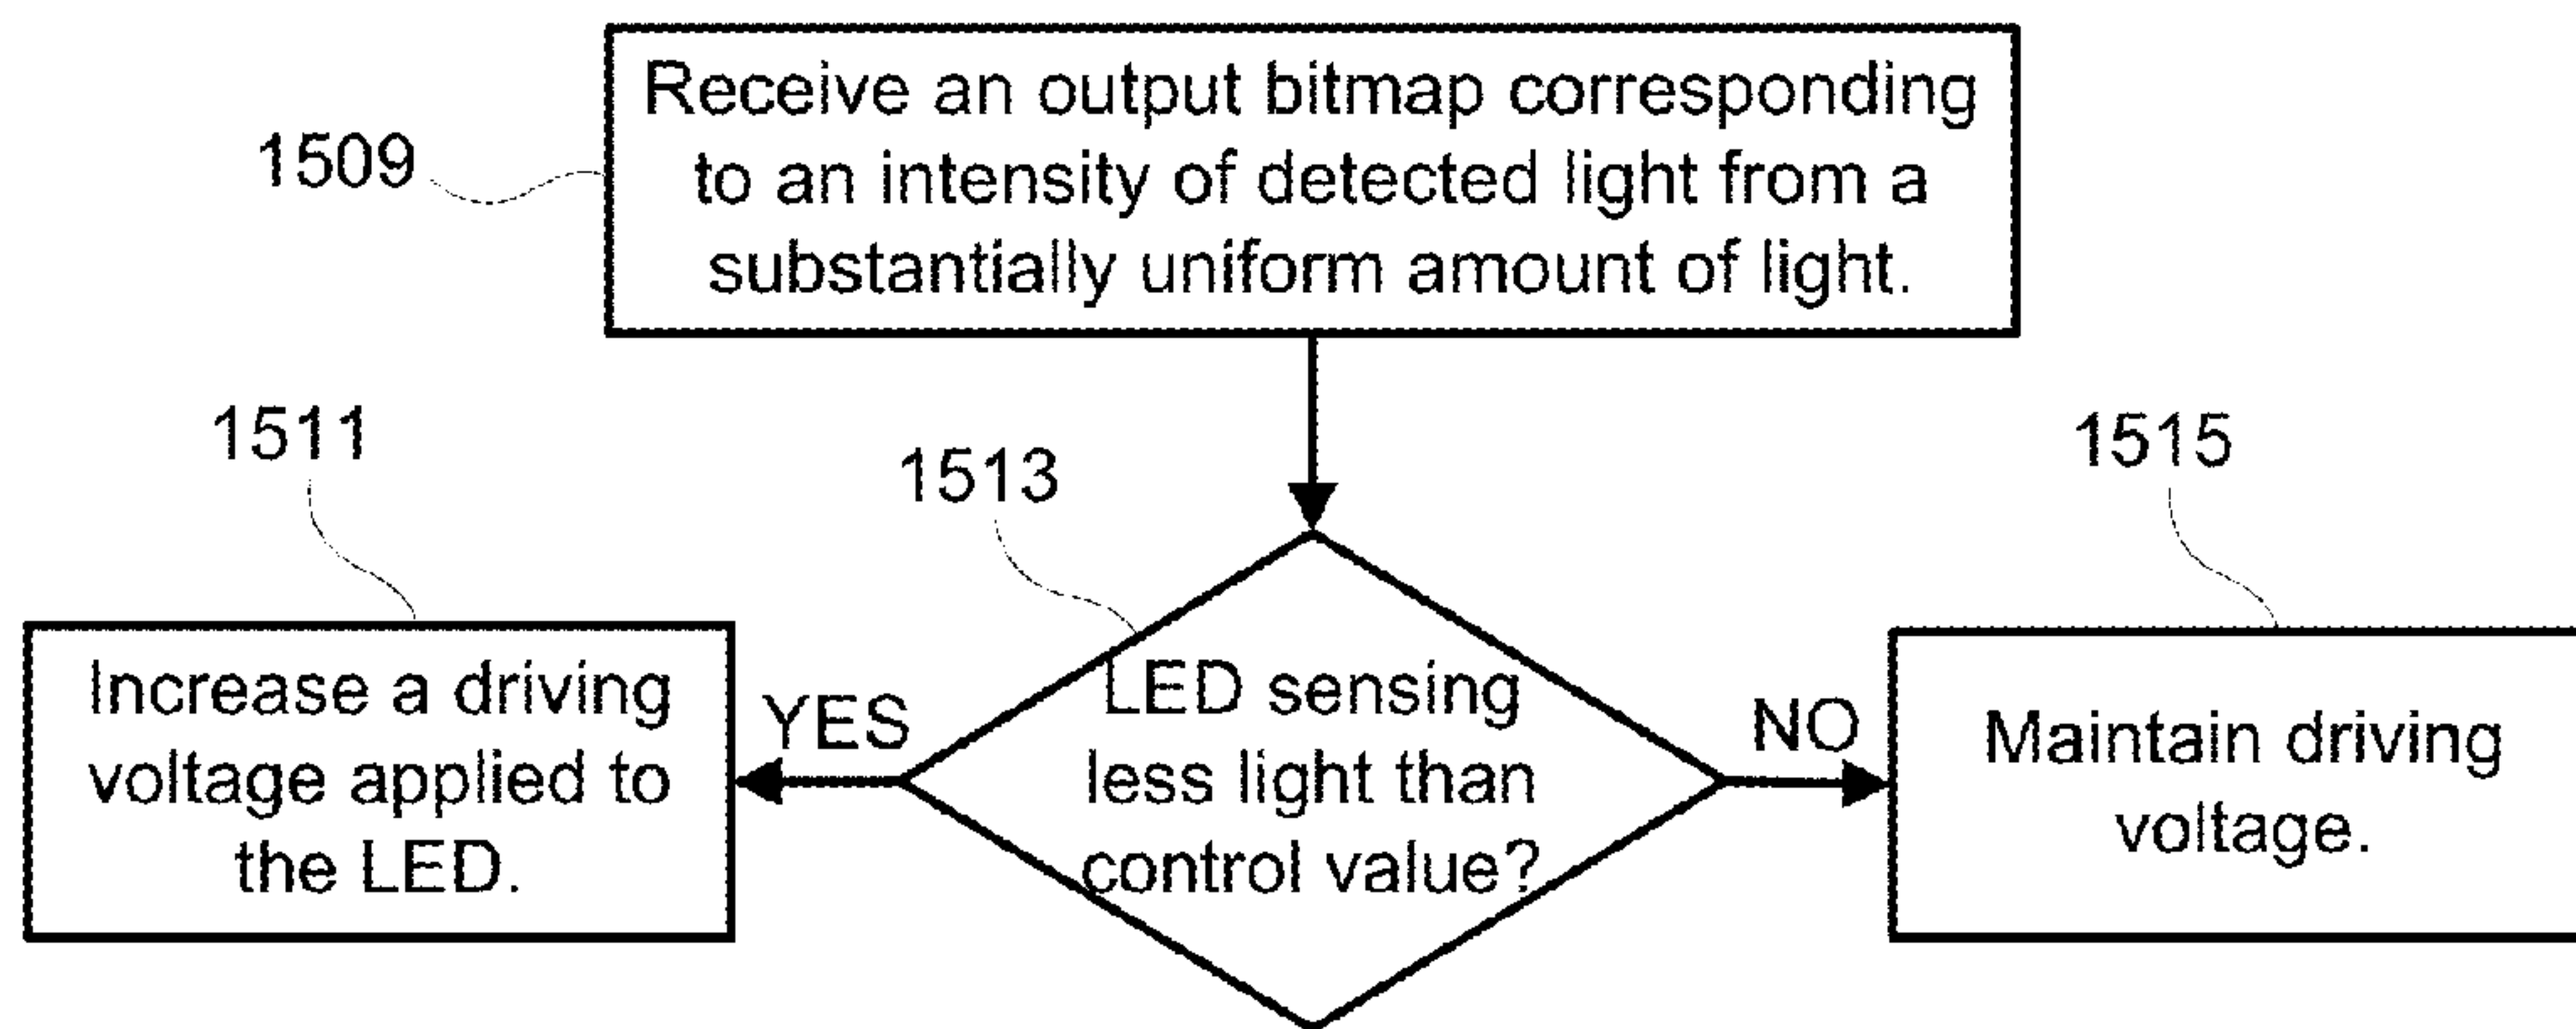 Receive an output bitmap corresponding
to an intensity of detected light from a
substantially uniform amount of light.
1509
1511
1513
1515
Increase a driving
voltage applied to
the LED.
YES
LED sensing
less light than
control value?
NO
Maintain driving
voltage.